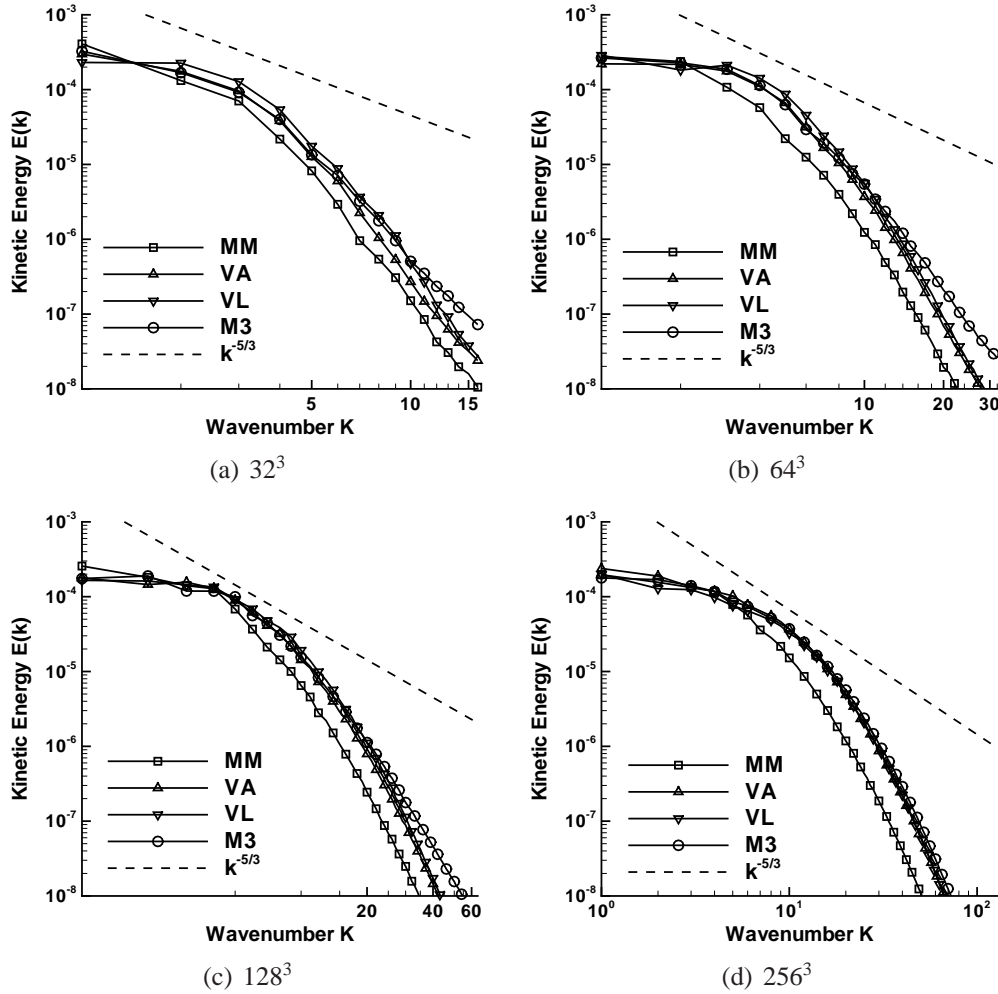 10⁻³
10⁻⁴
10⁻⁵
10⁻⁶
10⁻⁷
10⁻⁸
Kinetic Energy E(k)
MM
VA
VL
M3
k⁻⁵/³
5 10 15
Wavenumber K
(a) 32³
10⁻³
10⁻⁴
10⁻⁵
10⁻⁶
10⁻⁷
10⁻⁸
Kinetic Energy E(k)
MM
VA
VL
M3
k⁻⁵/³
10 20 30
Wavenumber K
(b) 64³
10⁻³
10⁻⁴
10⁻⁵
10⁻⁶
10⁻⁷
10⁻⁸
Kinetic Energy E(k)
MM
VA
VL
M3
k⁻⁵/³
20 40 60
Wavenumber K
(c) 128³
10⁻³
10⁻⁴
10⁻⁵
10⁻⁶
10⁻⁷
10⁻⁸
Kinetic Energy E(k)
MM
VA
VL
M3
k⁻⁵/³
10⁰ 10¹ 10²
Wavenumber K
(d) 256³